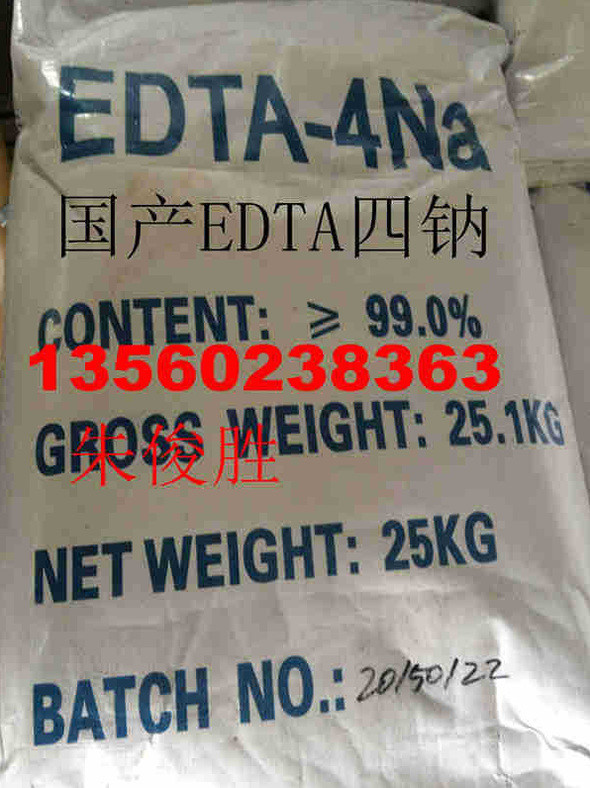 EDTA-4Na
国产EDTA四钠
CONTENT: ≥ 99.0%
13560238363
GROSS WEIGHT: 25.1KG
朱俊胜
NET WEIGHT: 25KG
BATCH NO.: 20150122